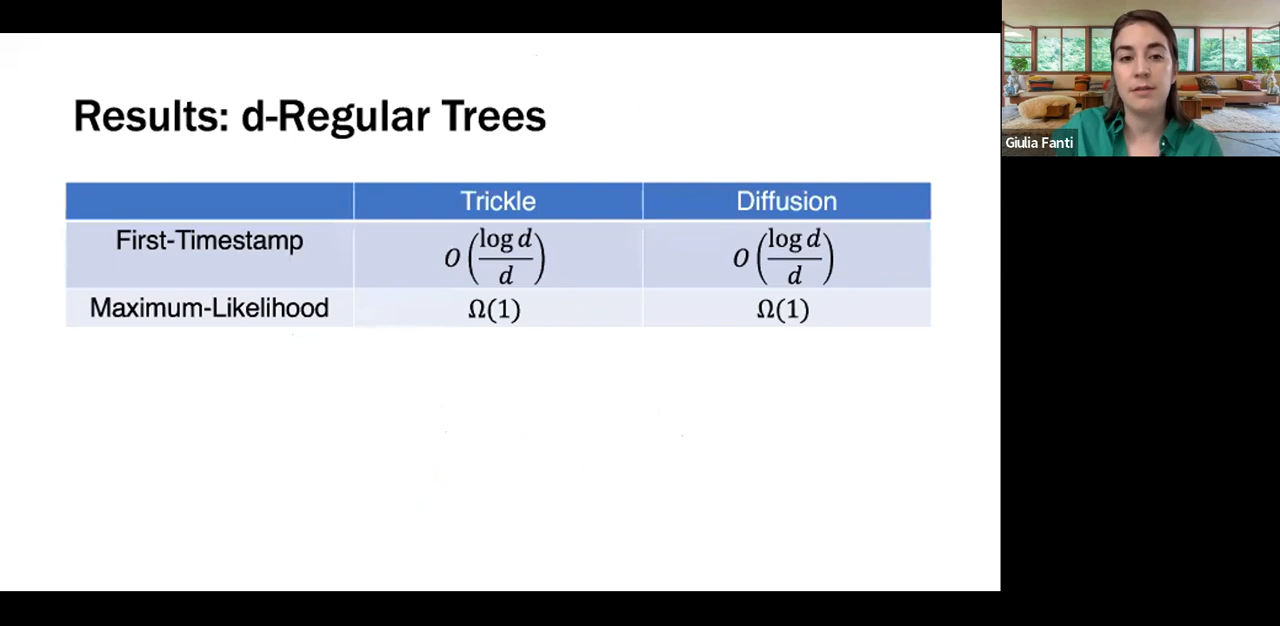 Results: d-Regular Trees
Trickle Diffusion
First-Timestamp O(log d / d) O(log d / d)
Maximum-Likelihood Ω(1) Ω(1)
Giulia Fanti